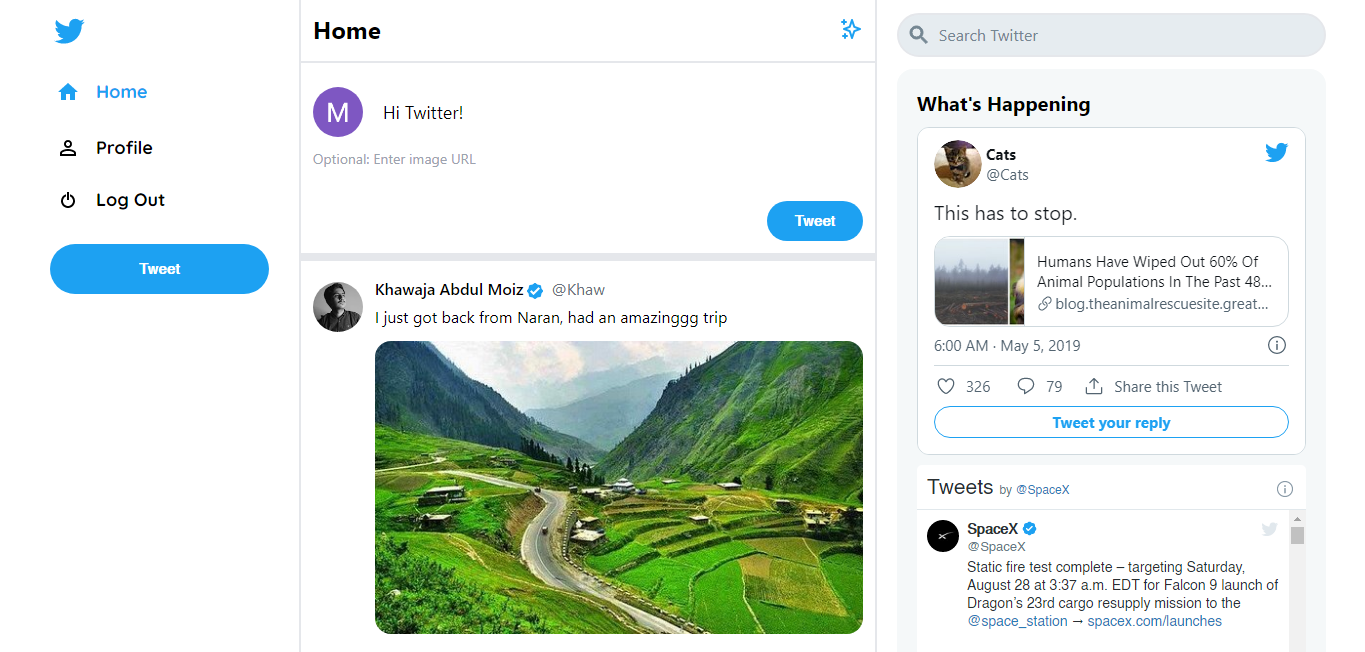 Home
Profile
Log Out
Tweet
Home
M
Hi Twitter!
Optional: Enter image URL
Tweet
Khawaja Abdul Moiz @Khaw
I just got back from Naran, had an amazinggg trip
Search Twitter
What's Happening
Cats
@Cats
This has to stop.
Humans Have Wiped Out 60% Of
Animal Populations In The Past 48...
blog.theanimalrescuesite.great...
6:00 AM · May 5, 2019
326 79 Share this Tweet
Tweet your reply
Tweets by @SpaceX
SpaceX
@SpaceX
Static fire test complete – targeting Saturday,
August 28 at 3:37 a.m. EDT for Falcon 9 launch of
Dragon's 23rd cargo resupply mission to the
@space_station → spacex.com/launches